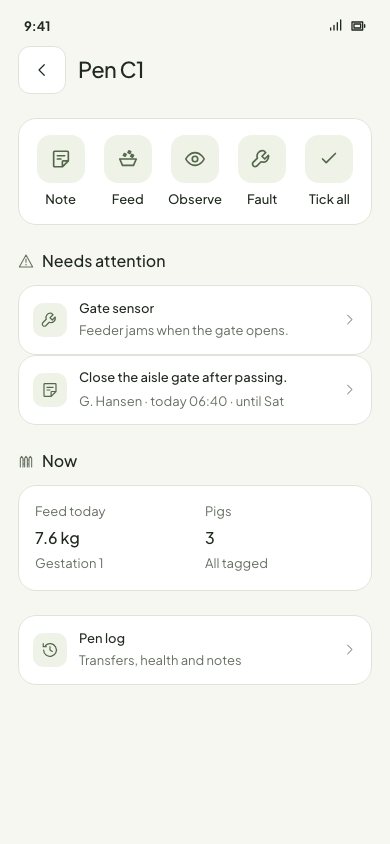 9:41
Pen C1
Note Feed Observe Fault Tick all
Needs attention
Gate sensor
Feeder jams when the gate opens.
Close the aisle gate after passing.
G. Hansen · today 06:40 · until Sat
Now
Feed today Pigs
7.6 kg 3
Gestation 1 All tagged
Pen log
Transfers, health and notes